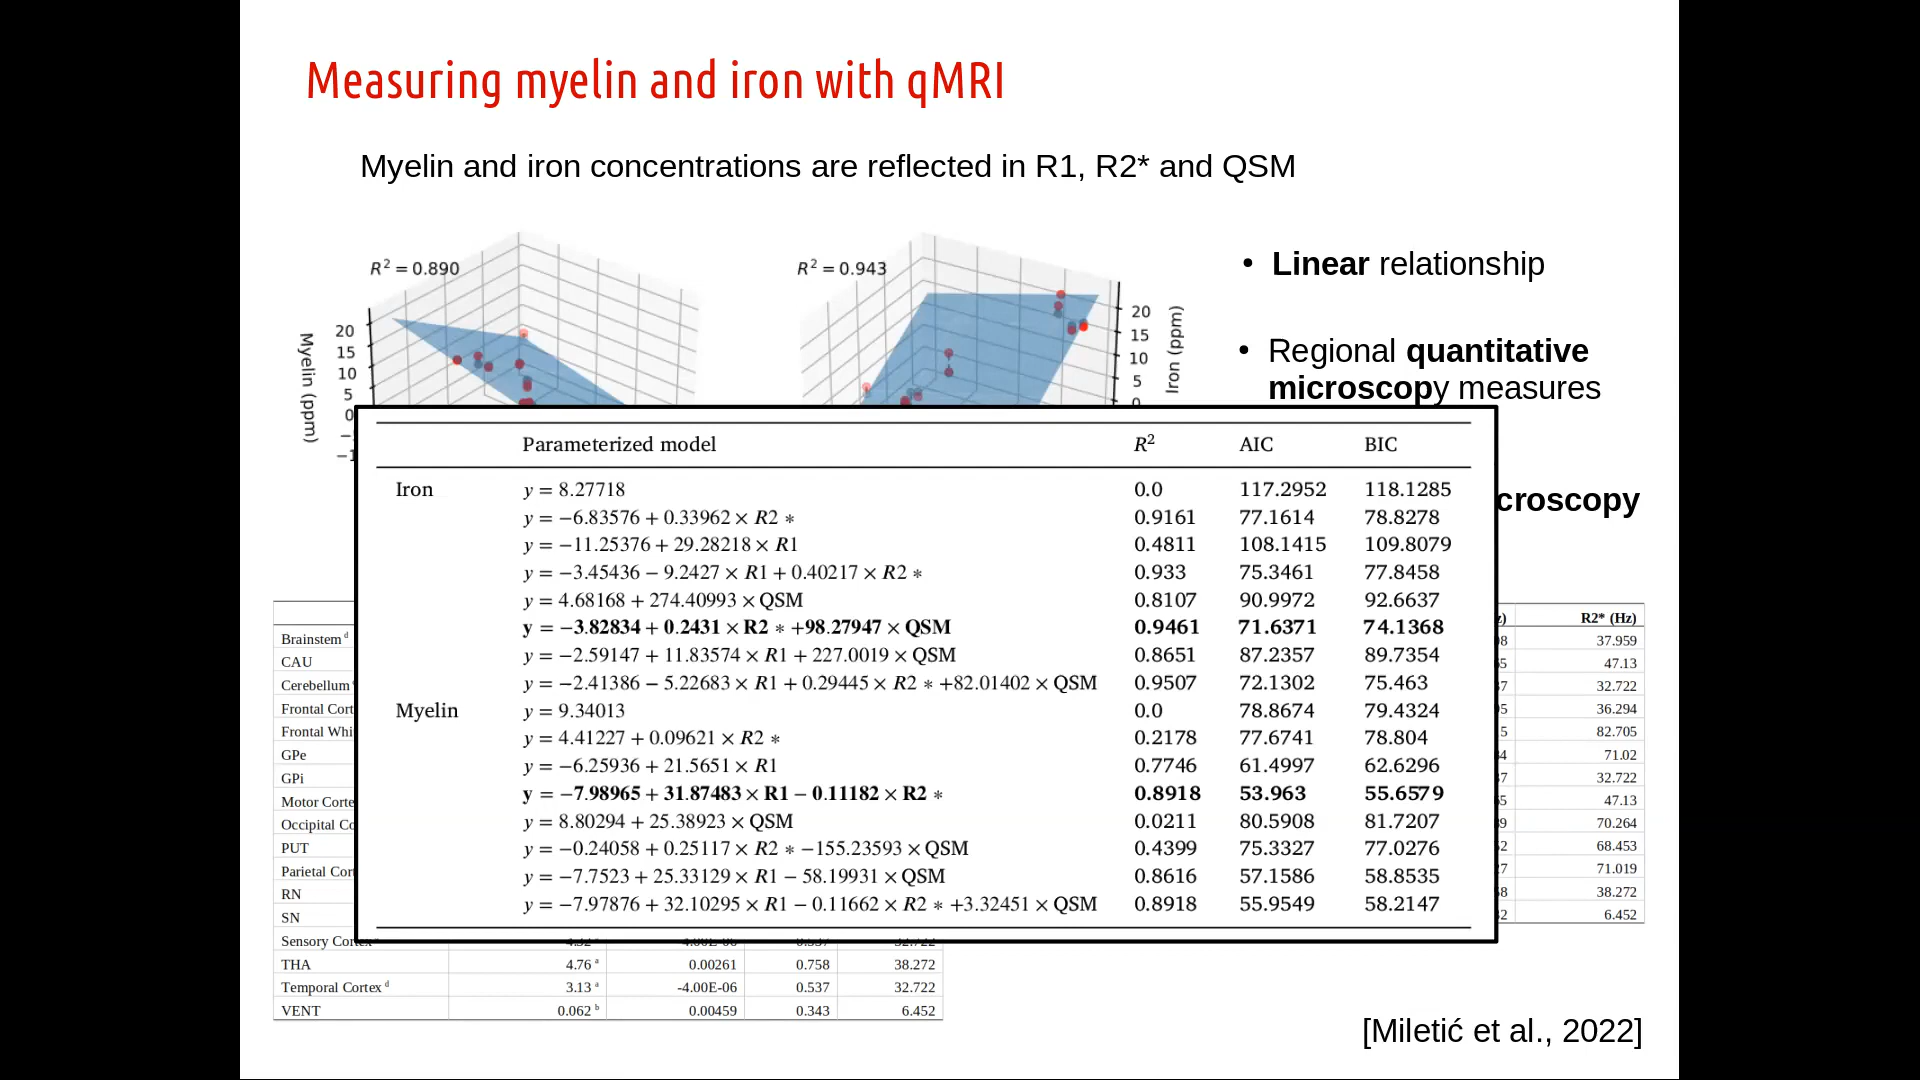 Measuring myelin and iron with qMRI
Myelin and iron concentrations are reflected in R1, R2* and QSM
R² = 0.890
R² = 0.943
20
15
10
5
0
Myelin (ppm)
20
15
10
5
0
Iron (ppm)
• Linear relationship
• Regional quantitative
microscopy measures
croscopy
Parameterized model R² AIC BIC
Iron y = 8.27718 0.0 117.2952 118.1285
y = −6.83576 + 0.33962 × R2 * 0.9161 77.1614 78.8278
y = −11.25376 + 29.28218 × R1 0.4811 108.1415 109.8079
y = −3.45436 − 9.2427 × R1 + 0.40217 × R2 * 0.933 75.3461 77.8458
y = 4.68168 + 274.40993 × QSM 0.8107 90.9972 92.6637
y = −3.82834 + 0.2431 × R2 * +98.27947 × QSM 0.9461 71.6371 74.1368
y = −2.59147 + 11.83574 × R1 + 227.0019 × QSM 0.8651 87.2357 89.7354
y = −2.41386 − 5.22683 × R1 + 0.29445 × R2 * +82.01402 × QSM 0.9507 72.1302 75.463
Myelin y = 9.34013 0.0 78.8674 79.4324
y = 4.41227 + 0.09621 × R2 * 0.2178 77.6741 78.804
y = −6.25936 + 21.5651 × R1 0.7746 61.4997 62.6296
y = −7.98965 + 31.87483 × R1 − 0.11182 × R2 * 0.8918 53.963 55.6579
y = 8.80294 + 25.38923 × QSM 0.0211 80.5908 81.7207
y = −0.24058 + 0.25117 × R2 * −155.23593 × QSM 0.4399 75.3327 77.0276
y = −7.7523 + 25.33129 × R1 − 58.19931 × QSM 0.8616 57.1586 58.8535
y = −7.97876 + 32.10295 × R1 − 0.11662 × R2 * +3.32451 × QSM 0.8918 55.9549 58.2147
R2* (Hz)
Brainstem d 37.959
CAU 47.13
Cerebellum 32.722
Frontal Cort 36.294
Frontal Whi 82.705
GPe 71.02
GPi 32.722
Motor Corte 47.13
Occipital Co 70.264
PUT 68.453
Parietal Cor 71.019
RN 38.272
SN 6.452
Sensory Cortex
THA 4.76 a 0.00261 0.758 38.272
Temporal Cortex d 3.13 a -4.00E-06 0.537 32.722
VENT 0.062 b 0.00459 0.343 6.452
[Miletić et al., 2022]